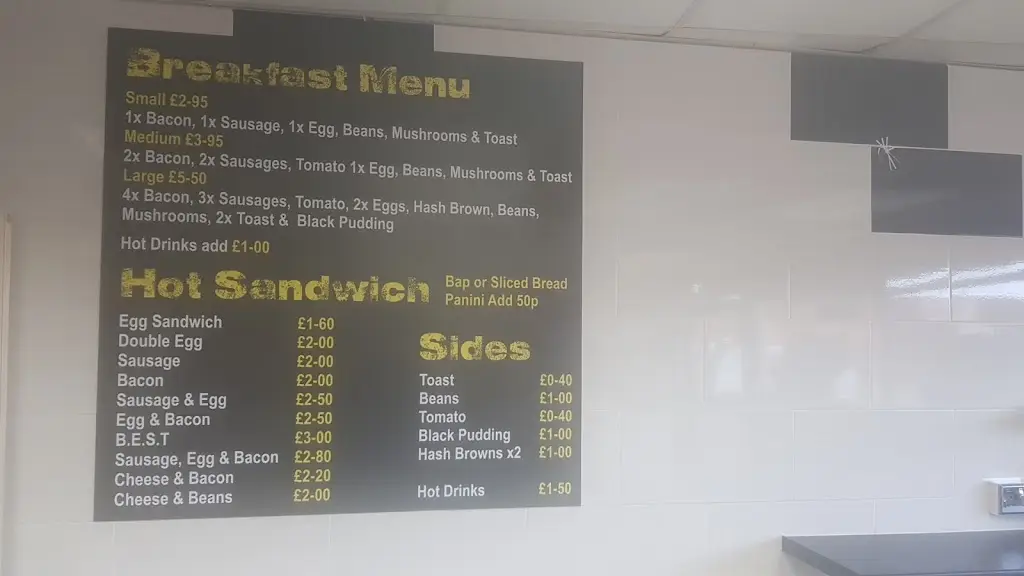 Breakfast Menu
Small £2-95
1x Bacon, 1x Sausage, 1x Egg, Beans, Mushrooms & Toast
Medium £3-95
2x Bacon, 2x Sausages, Tomato 1x Egg, Beans, Mushrooms & Toast
Large £5-50
4x Bacon, 3x Sausages, Tomato, 2x Eggs, Hash Brown, Beans,
Mushrooms, 2x Toast & Black Pudding
Hot Drinks add £1-00
Hot Sandwich
Bap or Sliced Bread
Panini Add 50p
Egg Sandwich £1-60
Double Egg £2-00
Sausage £2-00
Bacon £2-00
Sausage & Egg £2-50
Egg & Bacon £2-50
B.E.S.T £3-00
Sausage, Egg & Bacon £2-80
Cheese & Bacon £2-20
Cheese & Beans £2-00
Sides
Toast £0-40
Beans £1-00
Tomato £0-40
Black Pudding £1-00
Hash Browns x2 £1-00
Hot Drinks £1-50